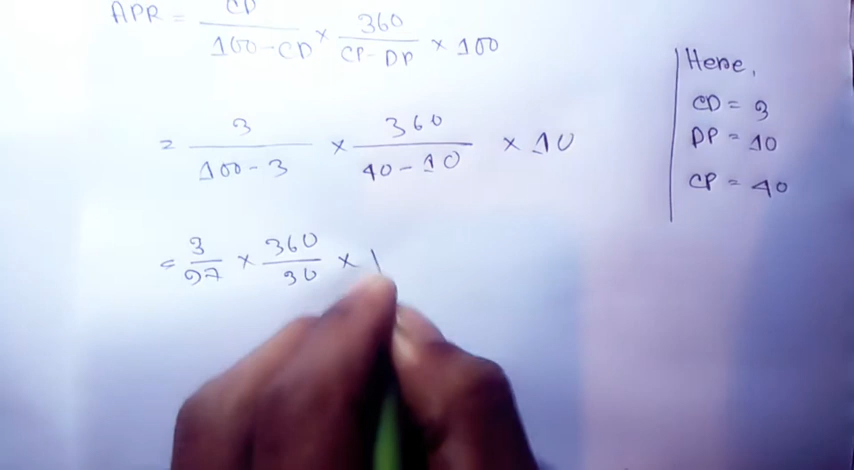 APR = CD / 100-CD × 360 / CP-DP × 100
= 3 / 100-3 × 360 / 40-10 × 10
= 3 / 97 × 360 / 30 × 1
Here,
CD = 3
DP = 10
CP = 40